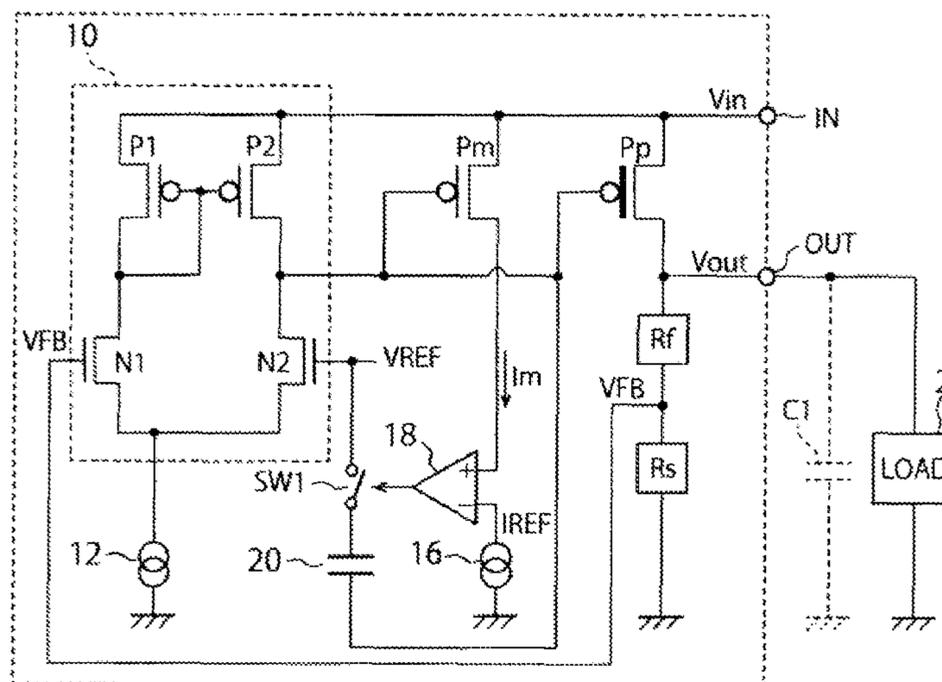 10
Vin
IN
P1
P2
Pm
Pp
OUT
Vout
VFB
N1
N2
VREF
Im
Rf
VFB
C1
18
+
−
SW1
LOAD
Rs
IREF
12
20
16